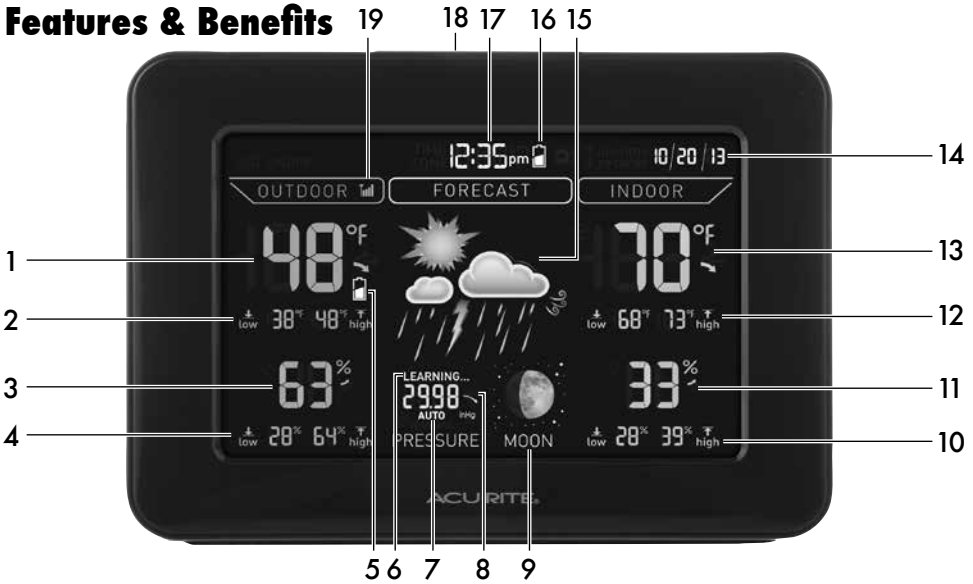 Features & Benefits
19 18 17 16 15
12:35 pm
10/20/13
14
OUTDOOR
FORECAST
INDOOR
1
48 °F
70 °F
13
2
low 38 °F 48 °F high
low 68 °F 73 °F high
12
3
63 %
LEARNING...
29.98
AUTO inHg
33 %
11
4
low 28 % 64 % high
PRESSURE
MOON
low 28 % 39 % high
10
ACURITE
5 6 7 8 9